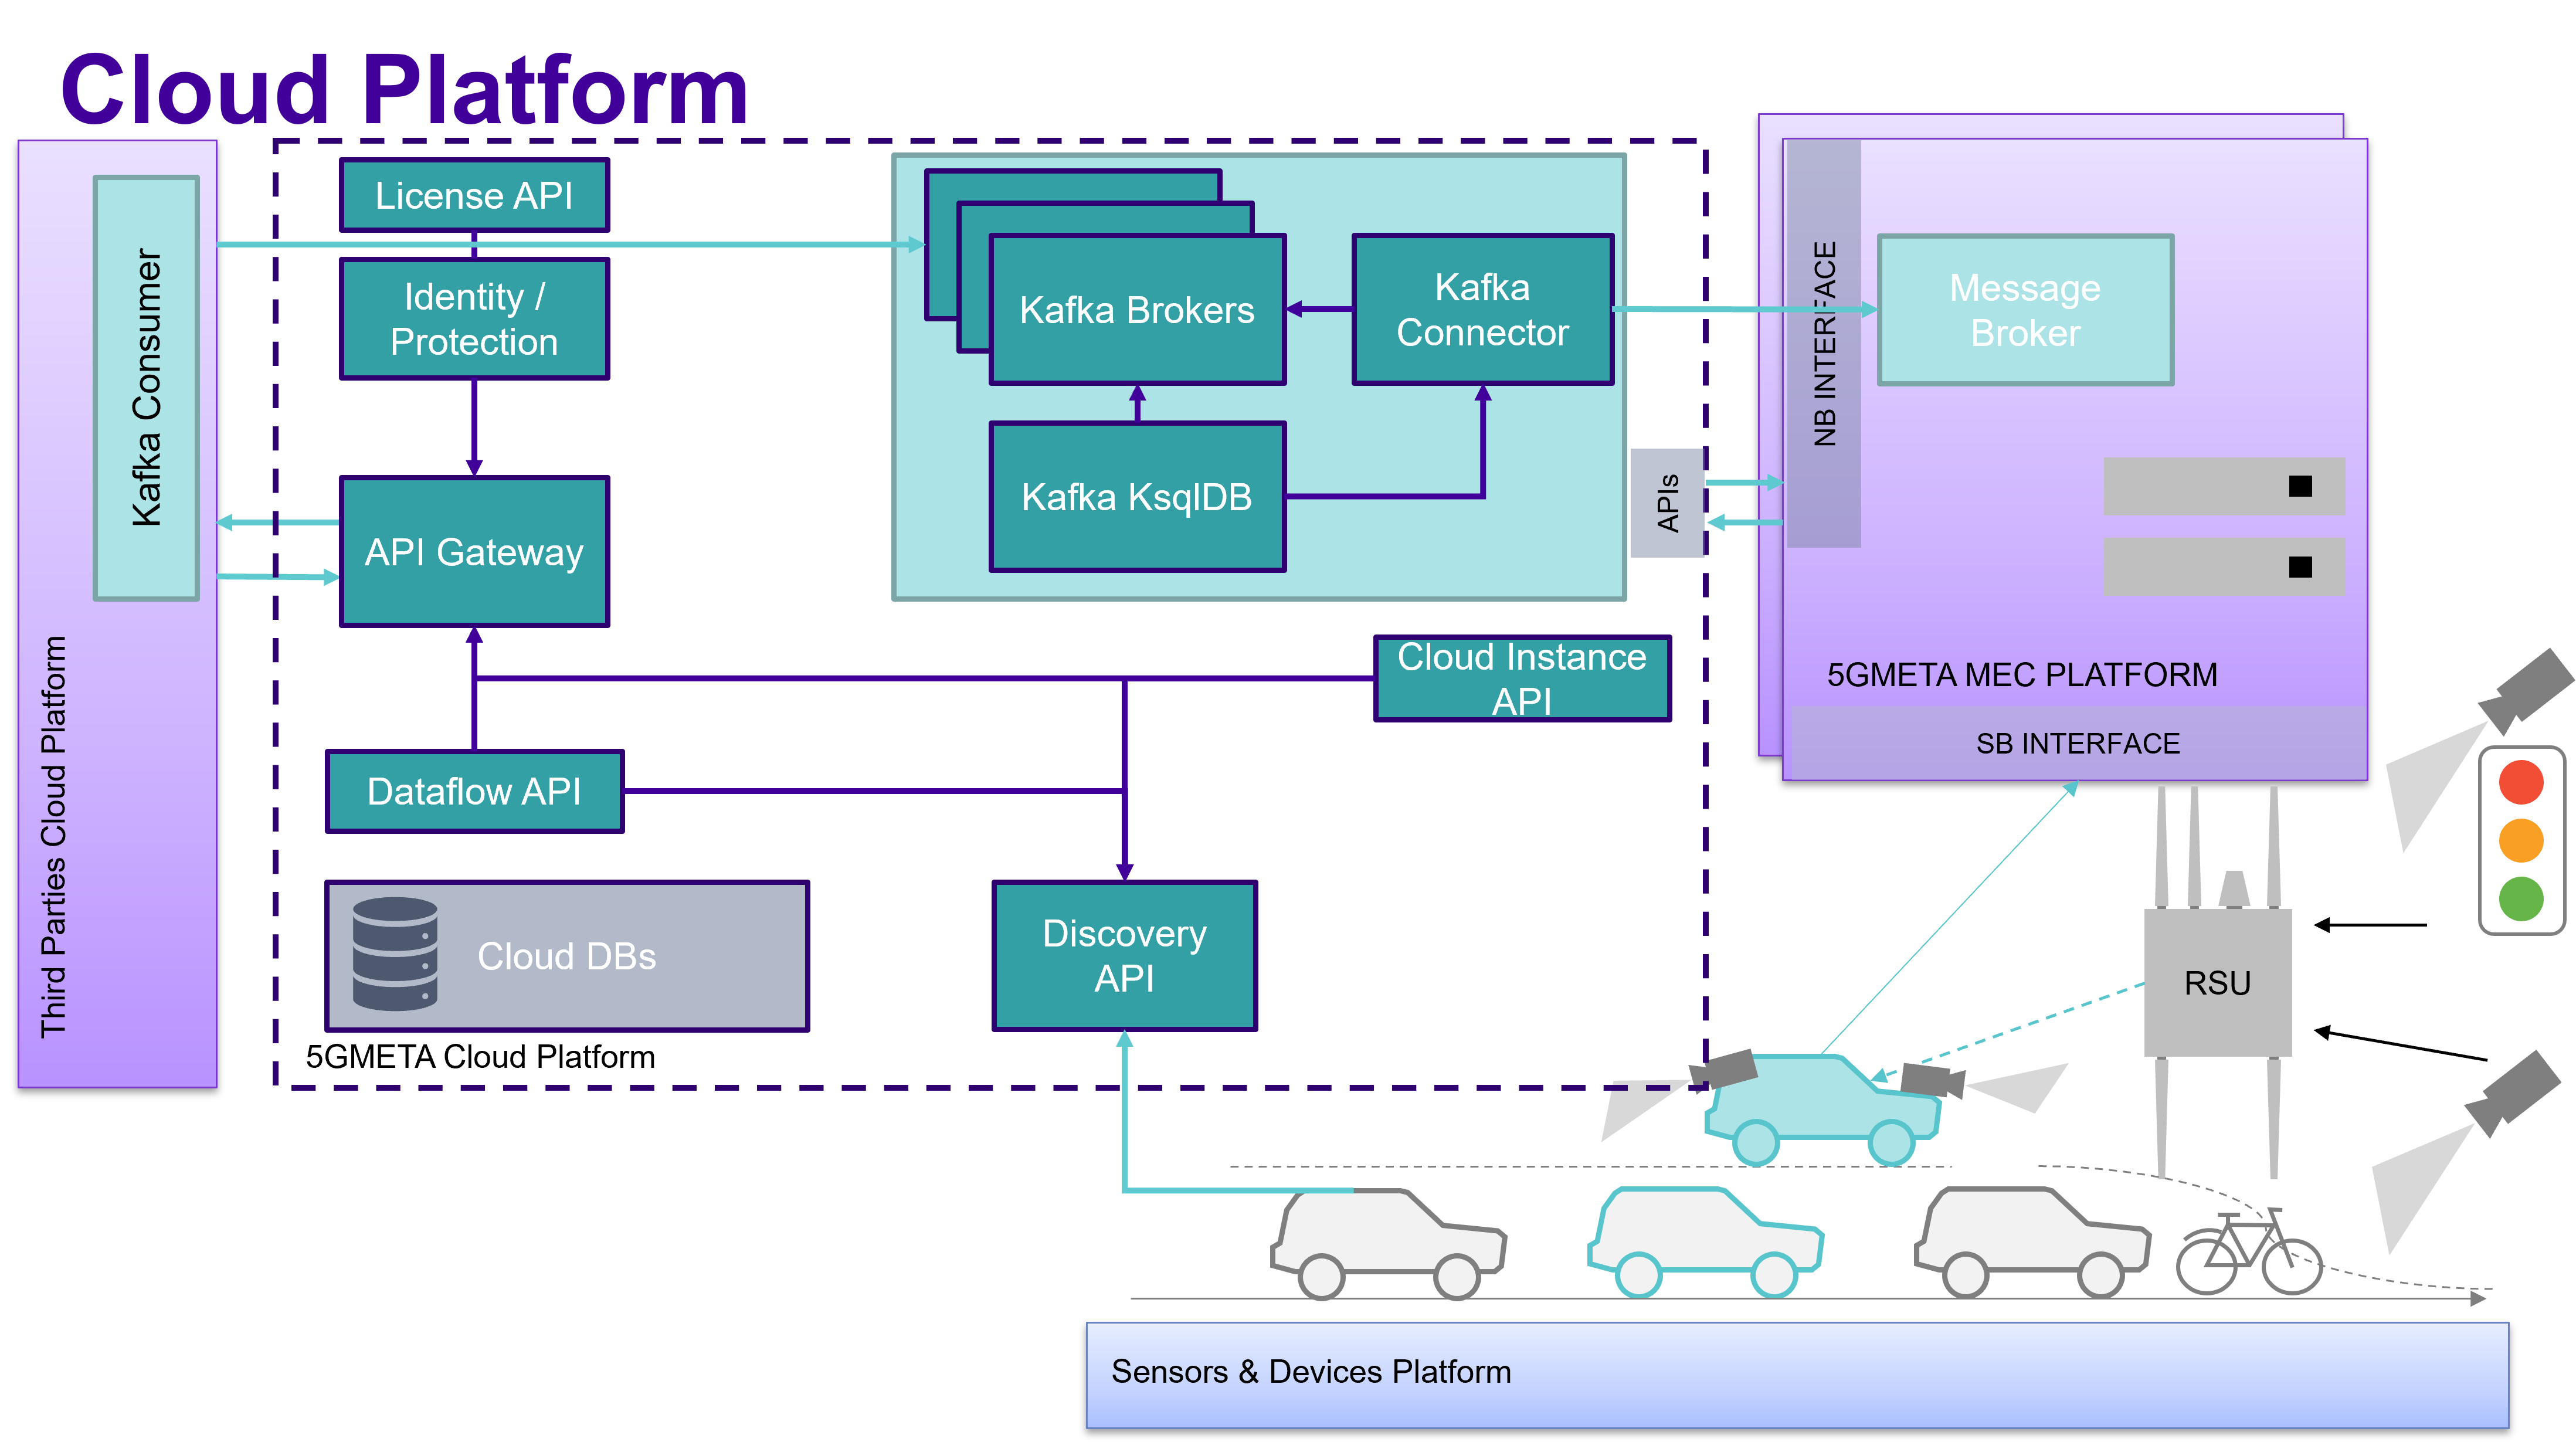 Cloud Platform
Third Parties Cloud Platform
Kafka Consumer
License API
Identity /
Protection
API Gateway
Dataflow API
Cloud DBs
5GMETA Cloud Platform
Kafka Brokers
Kafka
Connector
Kafka KsqlDB
APIs
Cloud Instance
API
Discovery
API
NB INTERFACE
Message
Broker
5GMETA MEC PLATFORM
SB INTERFACE
RSU
Sensors & Devices Platform